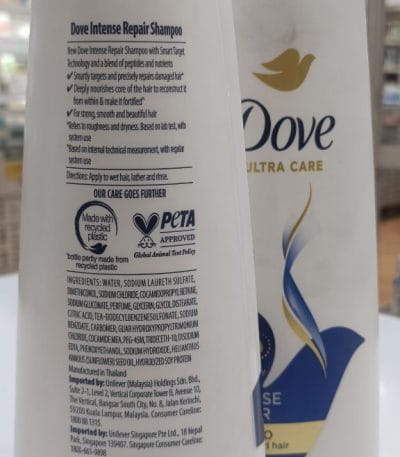 Dove Intense Repair Shampoo
New Dove Intense Repair Shampoo with Smart Target
Technology and a blend of peptides and nutrients
✔ Smartly targets and precisely repairs damaged hair*
✔ Deeply nourishes core of the hair to reconstruct it
from within & make it fortified^
✔ For strong, smooth and beautiful hair
*Refers to roughness and dryness. Based on lab test, with
system use
^Based on internal technical measurement, with regular
system use
Directions: Apply to wet hair, lather and rinse.
OUR CARE GOES FURTHER
Made with
recycled
plastic
*bottle partly made from
recyclable plastic
PETA
APPROVED
Global Animal Test Policy
INGREDIENTS: WATER, SODIUM LAURETH SULFATE,
DIMETHICONOL, SODIUM CHLORIDE, COCAMIDOPROPYL BETAINE,
SODIUM GLUCONATE, PERFUME, GLYCERIN, GLYCOL DISTEARATE,
CITRIC ACID, TEA-DODECYLBENZENESULFONATE, SODIUM
BENZOATE, CARBOMER, GUAR HYDROXYPROPYLTRIMONIUM
CHLORIDE, COCAMIDE MEA, PEG-45M, TRIDECETH-10, DISODIUM
EDTA, PHENOXYETHANOL, SODIUM HYDROXIDE, HELIANTHUS
ANNUUS (SUNFLOWER) SEED OIL, HYDROLYZED SOY PROTEIN
Manufactured in Thailand
Imported by: Unilever (Malaysia) Holdings Sdn. Bhd.,
Suite 2-1, Level 2, Vertical Corporate Tower B, Avenue 10,
The Vertical, Bangsar South City, No. 8, Jalan Kerinchi,
59200 Kuala Lumpur, Malaysia. Consumer Careline:
1800 88 1315.
Imported by: Unilever Singapore Pte Ltd., 18 Nepal
Park, Singapore 139407. Singapore Consumer Careline:
1800-661-9898
Dove
ULTRA CARE
SE
R
O
d hair